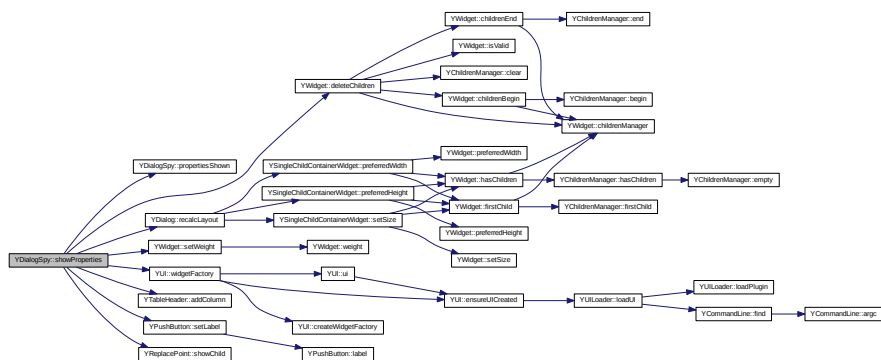 YWidget::childrenEnd
YChildrenManager::end
YWidget::isValid
YChildrenManager::clear
YWidget::deleteChildren
YWidget::childrenBegin
YChildrenManager::begin
YWidget::childrenManager
YWidget::preferredWidth
YDialogSpy::propertiesShown
YSingleChildContainerWidget::preferredWidth
YWidget::hasChildren
YChildrenManager::hasChildren
YChildrenManager::empty
YSingleChildContainerWidget::preferredHeight
YWidget::firstChild
YChildrenManager::firstChild
YDialog::recalcLayout
YSingleChildContainerWidget::setSize
YWidget::preferredHeight
YWidget::setWeight
YWidget::weight
YWidget::setSize
YDialogSpy::showProperties
YUI::widgetFactory
YUI::ui
YUILoader::loadPlugin
YTableHeader::addColumn
YUI::ensureUICreated
YUILoader::loadUI
YCommandLine::find
YCommandLine::argc
YPushButton::setLabel
YUI::createWidgetFactory
YReplacePoint::showChild
YPushButton::label